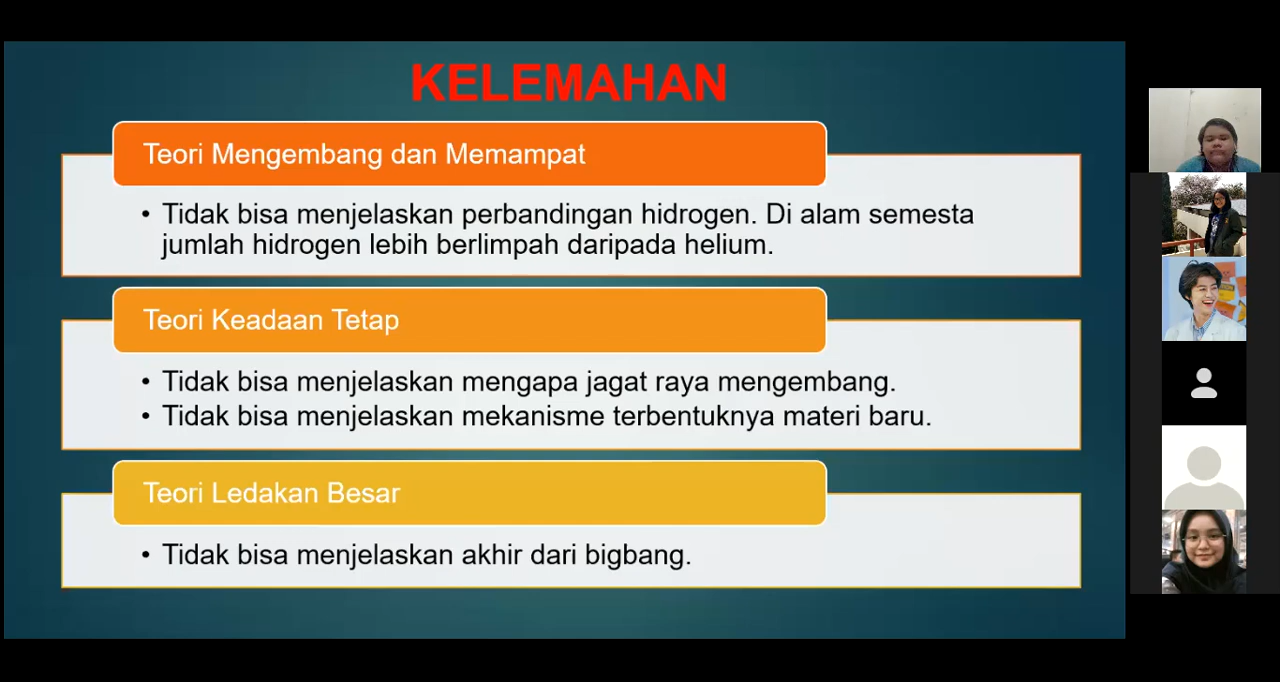 KELEMAHAN
Teori Mengembang dan Memampat
• Tidak bisa menjelaskan perbandingan hidrogen. Di alam semesta
jumlah hidrogen lebih berlimpah daripada helium.
Teori Keadaan Tetap
• Tidak bisa menjelaskan mengapa jagat raya mengembang.
• Tidak bisa menjelaskan mekanisme terbentuknya materi baru.
Teori Ledakan Besar
• Tidak bisa menjelaskan akhir dari bigbang.